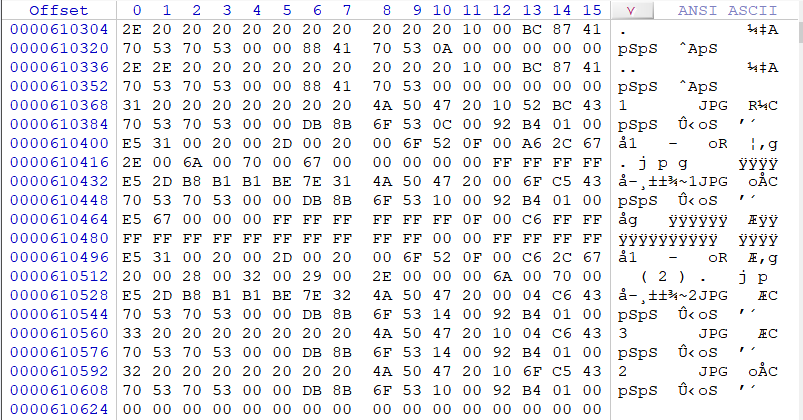 Offset 0 1 2 3 4 5 6 7 8 9 10 11 12 13 14 15 ANSI ASCII
0000610304 2E 20 20 20 20 20 20 20 20 20 20 10 00 BC 87 41 . ¼‡A
0000610320 70 53 70 53 00 00 88 41 70 53 0A 00 00 00 00 00 pSpS ˆApS
0000610336 2E 2E 20 20 20 20 20 20 20 20 20 10 00 BC 87 41 .. ¼‡A
0000610352 70 53 70 53 00 00 88 41 70 53 00 00 00 00 00 00 pSpS ˆApS
0000610368 31 20 20 20 20 20 20 20 4A 50 47 20 10 52 BC 43 1 JPG R¼C
0000610384 70 53 70 53 00 00 DB 8B 6F 53 0C 00 92 B4 01 00 pSpS Û‹oS ’´
0000610400 E5 31 00 20 00 2D 00 20 00 6F 52 0F 00 A6 2C 67 å1 - oR ¦,g
0000610416 2E 00 6A 00 70 00 67 00 00 00 00 00 FF FF FF FF . j p g ÿÿÿÿ
0000610432 E5 2D B8 B1 B1 BE 7E 31 4A 50 47 20 00 6F C5 43 å-¸±±¾~1JPG oÅC
0000610448 70 53 70 53 00 00 DB 8B 6F 53 10 00 92 B4 01 00 pSpS Û‹oS ’´
0000610464 E5 67 00 00 00 FF FF FF FF FF FF 0F 00 C6 FF FF åg ÿÿÿÿÿÿ Æÿÿ
0000610480 FF FF FF FF FF FF FF FF FF FF 00 00 FF FF FF FF ÿÿÿÿÿÿÿÿÿÿ ÿÿÿÿ
0000610496 E5 31 00 20 00 2D 00 20 00 6F 52 0F 00 C6 2C 67 å1 - oR Æ,g
0000610512 20 00 28 00 32 00 29 00 2E 00 00 00 6A 00 70 00 ( 2 ) . j p
0000610528 E5 2D B8 B1 B1 BE 7E 32 4A 50 47 20 00 04 C6 43 å-¸±±¾~2JPG ÆC
0000610544 70 53 70 53 00 00 DB 8B 6F 53 14 00 92 B4 01 00 pSpS Û‹oS ’´
0000610560 33 20 20 20 20 20 20 20 4A 50 47 20 10 04 C6 43 3 JPG ÆC
0000610576 70 53 70 53 00 00 DB 8B 6F 53 14 00 92 B4 01 00 pSpS Û‹oS ’´
0000610592 32 20 20 20 20 20 20 20 4A 50 47 20 10 6F C5 43 2 JPG oÅC
0000610608 70 53 70 53 00 00 DB 8B 6F 53 10 00 92 B4 01 00 pSpS Û‹oS ’´
0000610624 00 00 00 00 00 00 00 00 00 00 00 00 00 00 00 00